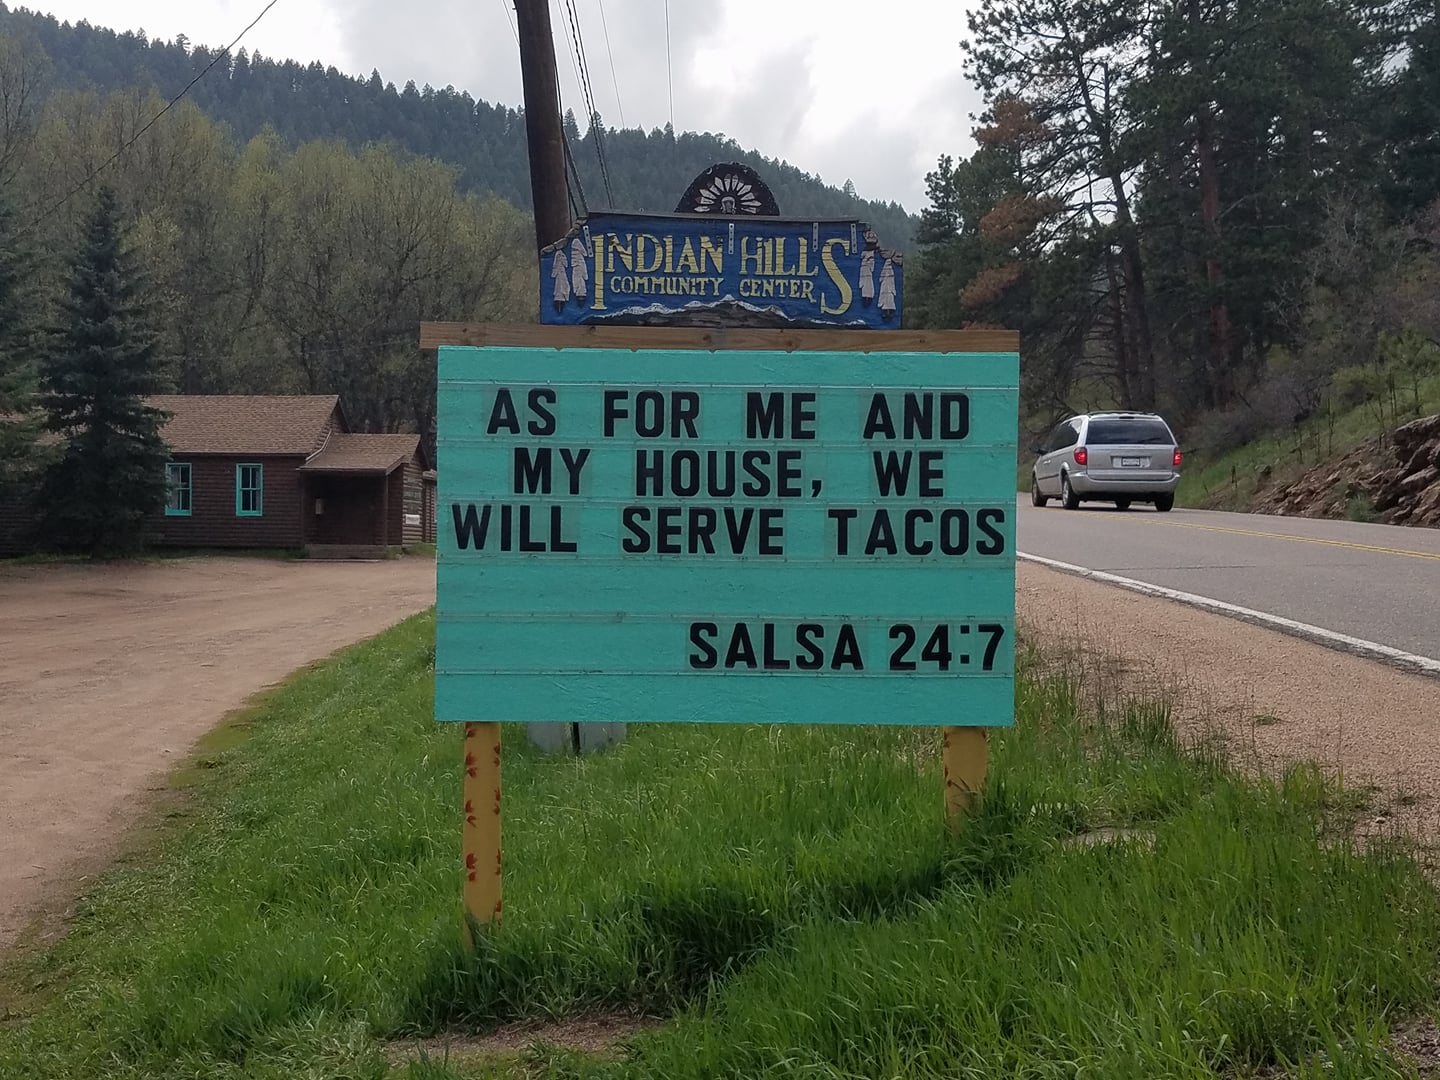 INDIAN HILLS
COMMUNITY CENTER
AS FOR ME AND
MY HOUSE, WE
WILL SERVE TACOS
SALSA 24:7